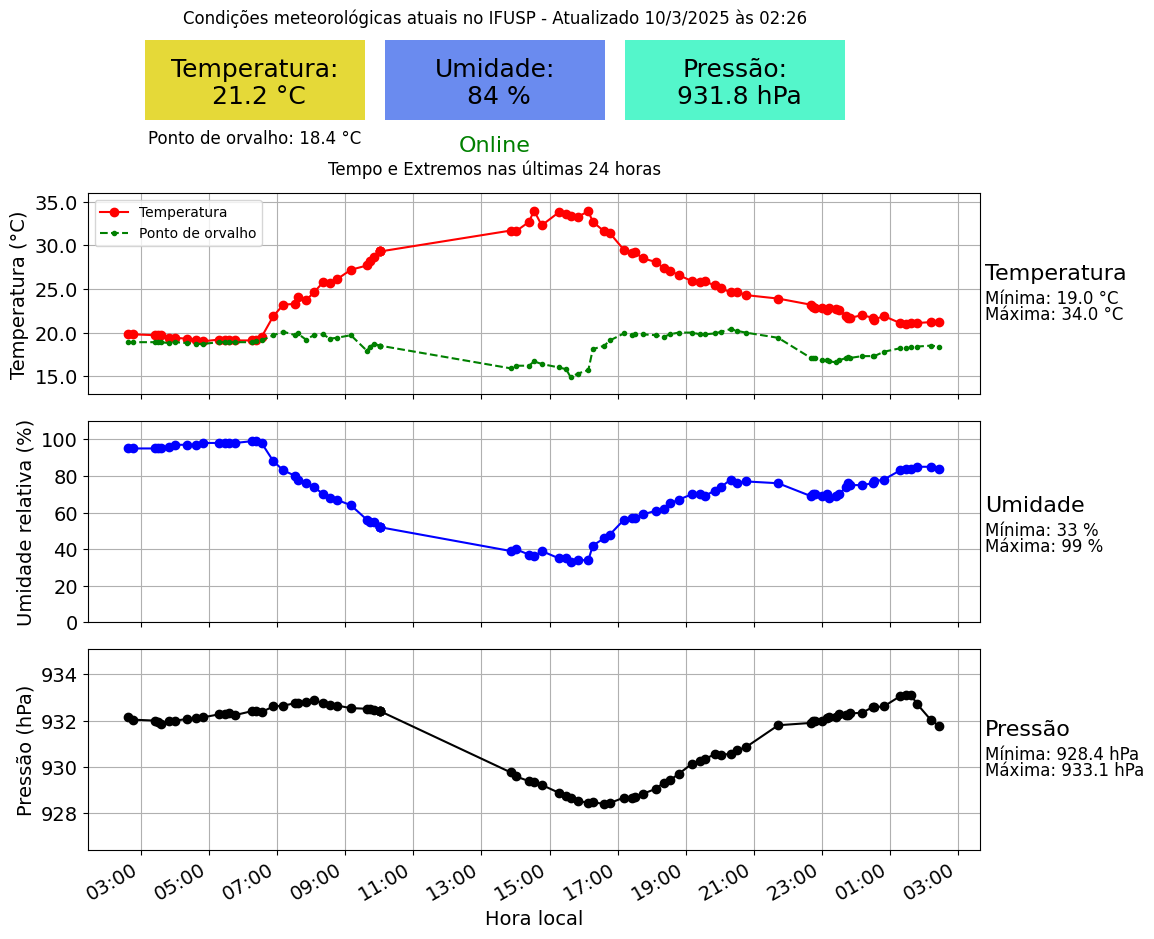 Condições meteorológicas atuais no IFUSP - Atualizado 10/3/2025 às 02:26
Temperatura:
21.2 °C
Umidade:
84 %
Pressão:
931.8 hPa
Ponto de orvalho: 18.4 °C
Online
Tempo e Extremos nas últimas 24 horas
Temperatura (°C)
35.0
30.0
25.0
20.0
15.0
Temperatura
Ponto de orvalho
Temperatura
Mínima: 19.0 °C
Máxima: 34.0 °C
Umidade relativa (%)
100
80
60
40
20
0
Umidade
Mínima: 33 %
Máxima: 99 %
Pressão (hPa)
934
932
930
928
Pressão
Mínima: 928.4 hPa
Máxima: 933.1 hPa
03:00 05:00 07:00 09:00 11:00 13:00 15:00 17:00 19:00 21:00 23:00 01:00 03:00
Hora local